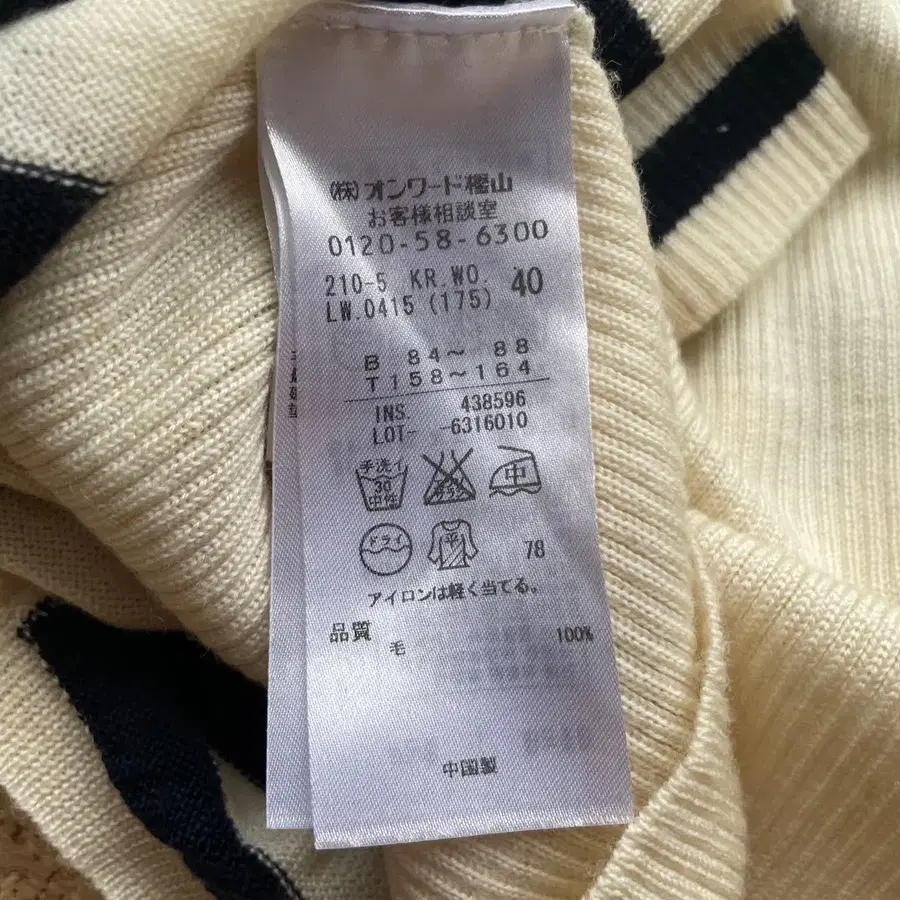 (株)オンワード樫山
お客様相談室
0120-58-6300
210-5 KR.WO. 40
LW.0415 (175)
B 84～ 88
T 158～164
INS. 438596
LOT- -6316010
手洗イ
30
中性
中
ドライ
平
78
アイロンは軽く当てる。
品質
毛 100%
中国製